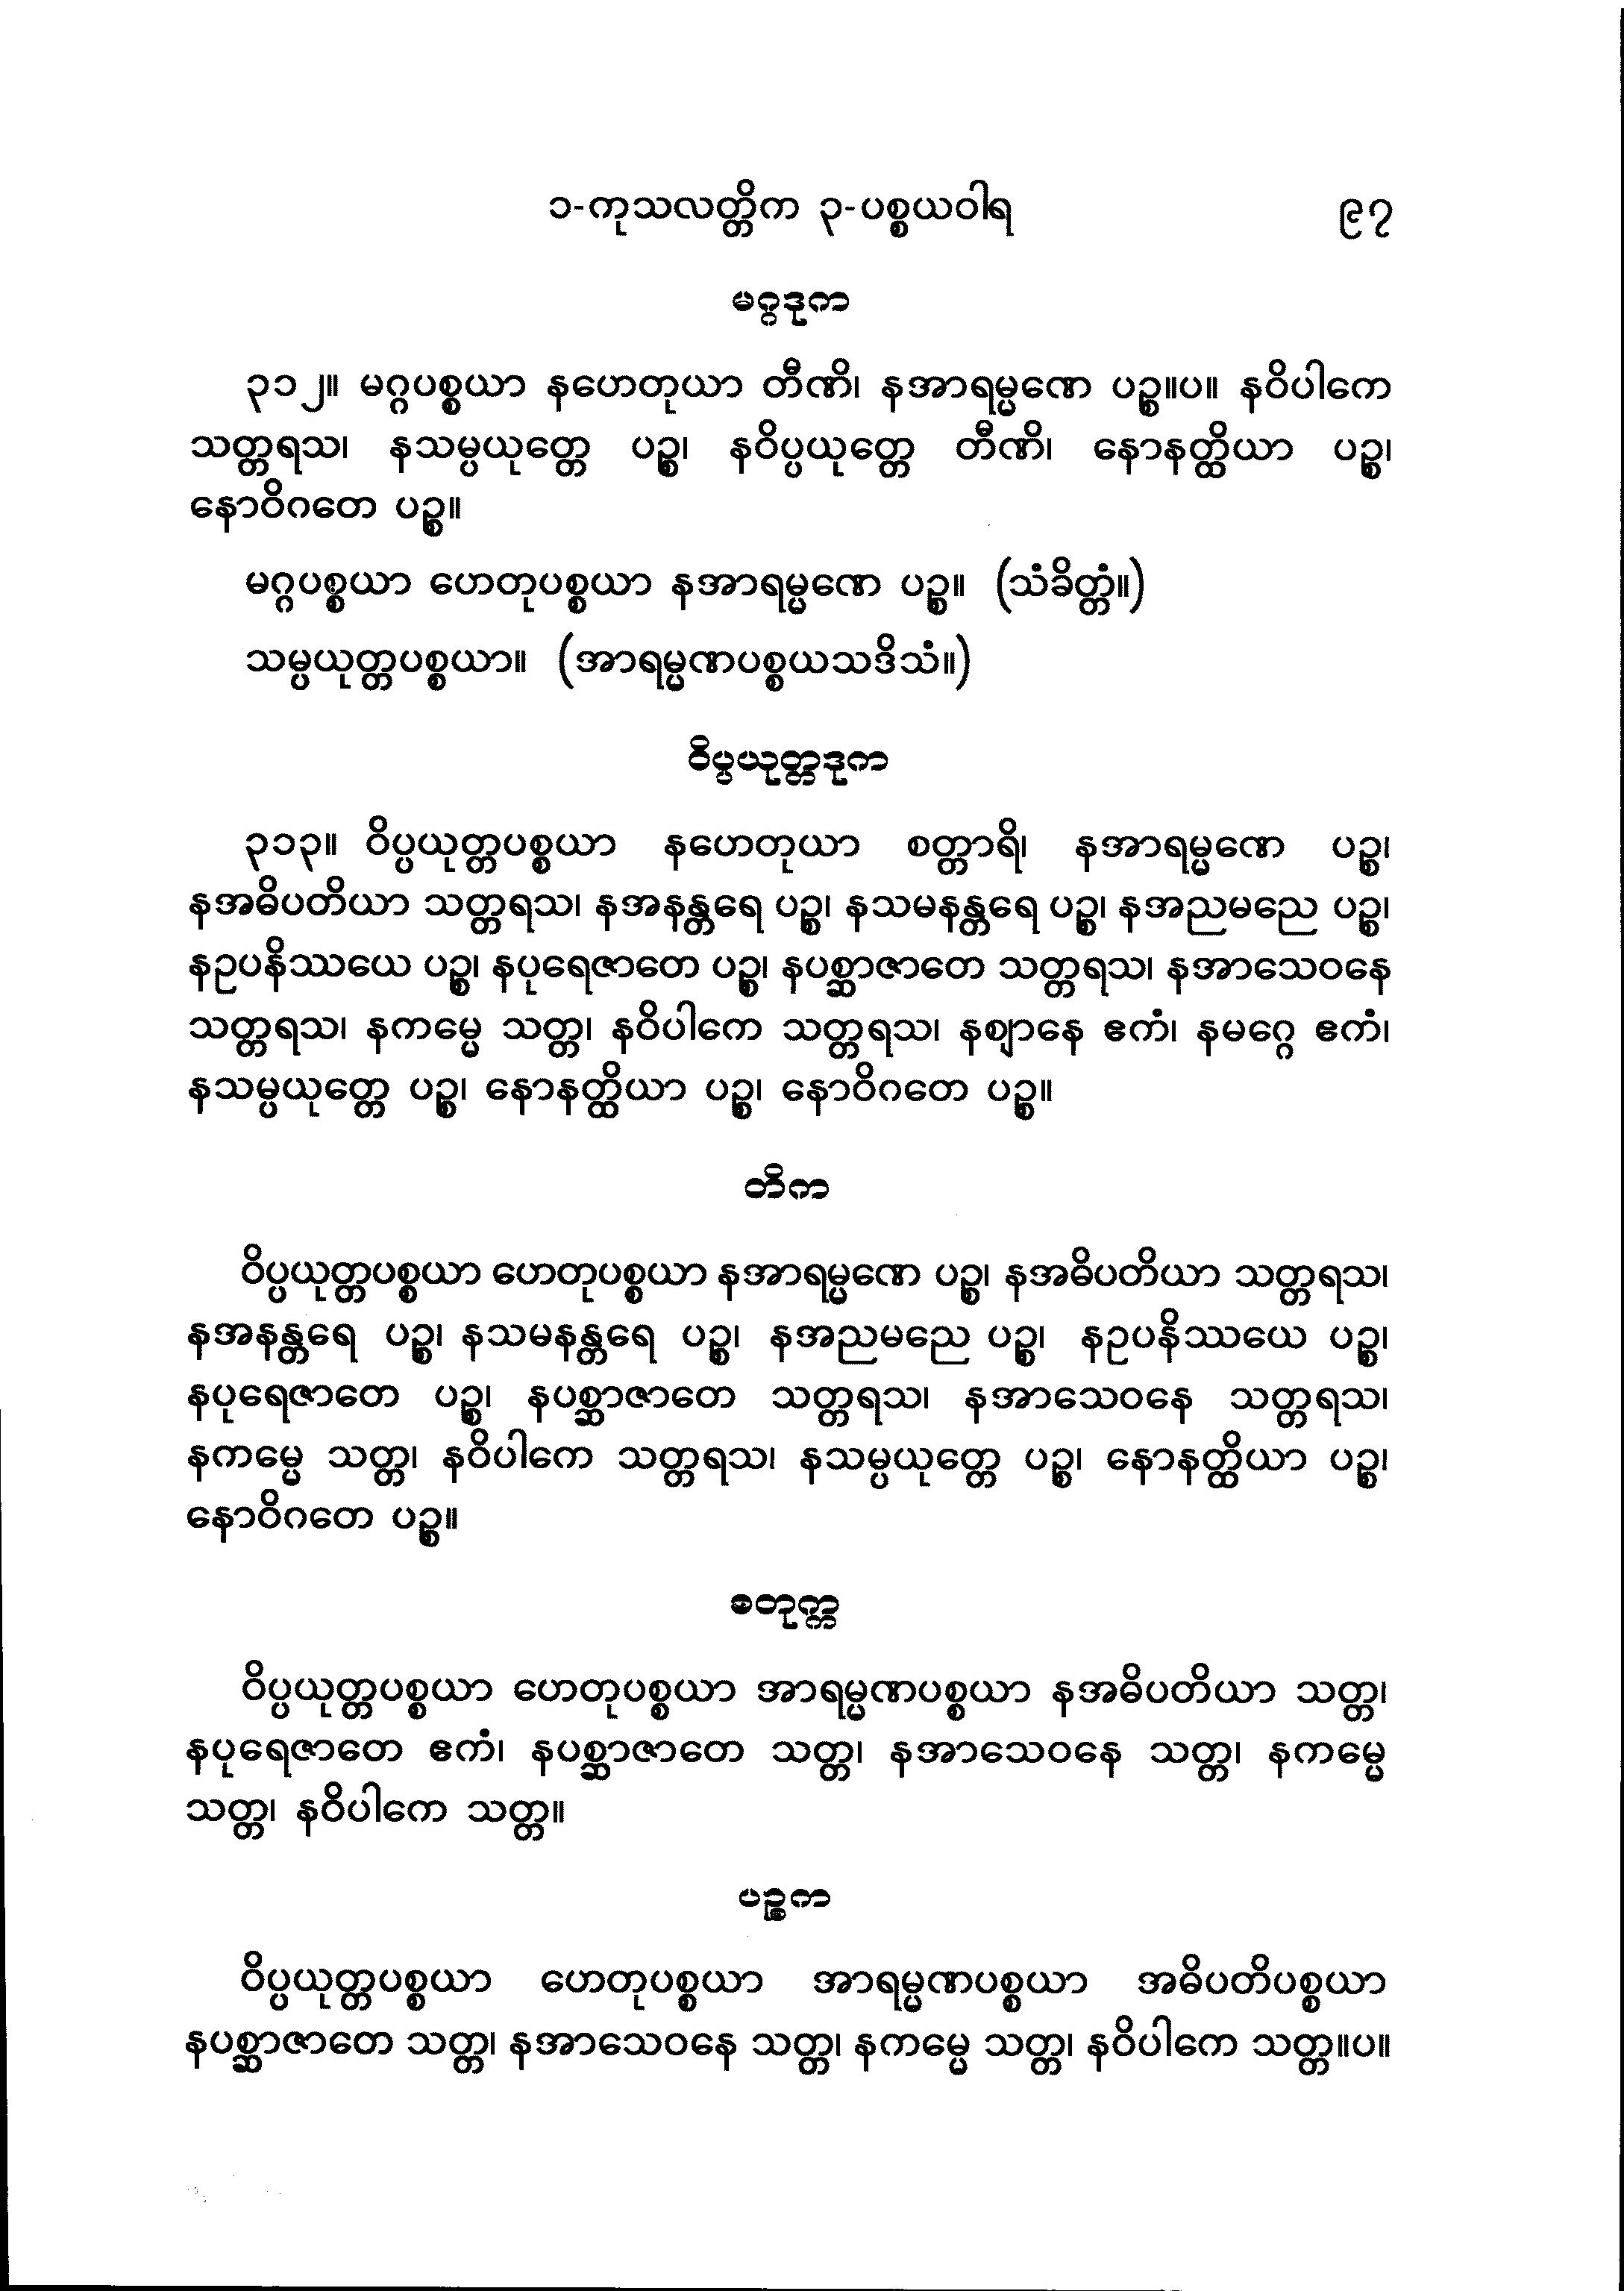 ၁-ကုသလတ္တိက ၃-ပစ္စယဝါရ ၉၇
မဂ္ဂဒုက
၃၁၂။ မဂ္ဂပစ္စယာ နဟေတုယာ တီဏိ၊ နအာရမ္မဏေ ပဉ္စ။ပ။ နဝိပါကေ
သတ္တရသ၊ နသမ္ပယုတ္တေ ပဉ္စ၊ နဝိပ္ပယုတ္တေ တီဏိ၊ နောနတ္ထိယာ ပဉ္စ၊
နောဝိဂတေ ပဉ္စ။
မဂ္ဂပစ္စယာ ဟေတုပစ္စယာ နအာရမ္မဏေ ပဉ္စ။ (သံခိတ္တံ။)
သမ္ပယုတ္တပစ္စယာ။ (အာရမ္မဏပစ္စယသဒိသံ။)
ဝိပ္ပယုတ္တဒုက
၃၁၃။ ဝိပ္ပယုတ္တပစ္စယာ နဟေတုယာ စတ္တာရိ၊ နအာရမ္မဏေ ပဉ္စ၊
နအဓိပတိယာ သတ္တရသ၊ နအနန္တရေ ပဉ္စ၊ နသမနန္တရေ ပဉ္စ၊ နအညမညေ ပဉ္စ၊
နဥပနိဿယေ ပဉ္စ၊ နပုရေဇာတေ ပဉ္စ၊ နပစ္ဆာဇာတေ သတ္တရသ၊ နအာသေဝနေ
သတ္တရသ၊ နကမ္မေ သတ္တ၊ နဝိပါကေ သတ္တရသ၊ နဈာနေ ဧကံ၊ နမဂ္ဂေ ဧကံ၊
နသမ္ပယုတ္တေ ပဉ္စ၊ နောနတ္ထိယာ ပဉ္စ၊ နောဝိဂတေ ပဉ္စ။
တိက
ဝိပ္ပယုတ္တပစ္စယာ ဟေတုပစ္စယာ နအာရမ္မဏေ ပဉ္စ၊ နအဓိပတိယာ သတ္တရသ၊
နအနန္တရေ ပဉ္စ၊ နသမနန္တရေ ပဉ္စ၊ နအညမညေ ပဉ္စ၊ နဥပနိဿယေ ပဉ္စ၊
နပုရေဇာတေ ပဉ္စ၊ နပစ္ဆာဇာတေ သတ္တရသ၊ နအာသေဝနေ သတ္တရသ၊
နကမ္မေ သတ္တ၊ နဝိပါကေ သတ္တရသ၊ နသမ္ပယုတ္တေ ပဉ္စ၊ နောနတ္ထိယာ ပဉ္စ၊
နောဝိဂတေ ပဉ္စ။
စတုက္က
ဝိပ္ပယုတ္တပစ္စယာ ဟေတုပစ္စယာ အာရမ္မဏပစ္စယာ နအဓိပတိယာ သတ္တ၊
နပုရေဇာတေ ဧကံ၊ နပစ္ဆာဇာတေ သတ္တ၊ နအာသေဝနေ သတ္တ၊ နကမ္မေ
သတ္တ၊ နဝိပါကေ သတ္တ။
ပဉ္စက
ဝိပ္ပယုတ္တပစ္စယာ ဟေတုပစ္စယာ အာရမ္မဏပစ္စယာ အဓိပတိပစ္စယာ
နပစ္ဆာဇာတေ သတ္တ၊ နအာသေဝနေ သတ္တ၊ နကမ္မေ သတ္တ၊ နဝိပါကေ သတ္တ။ပ။